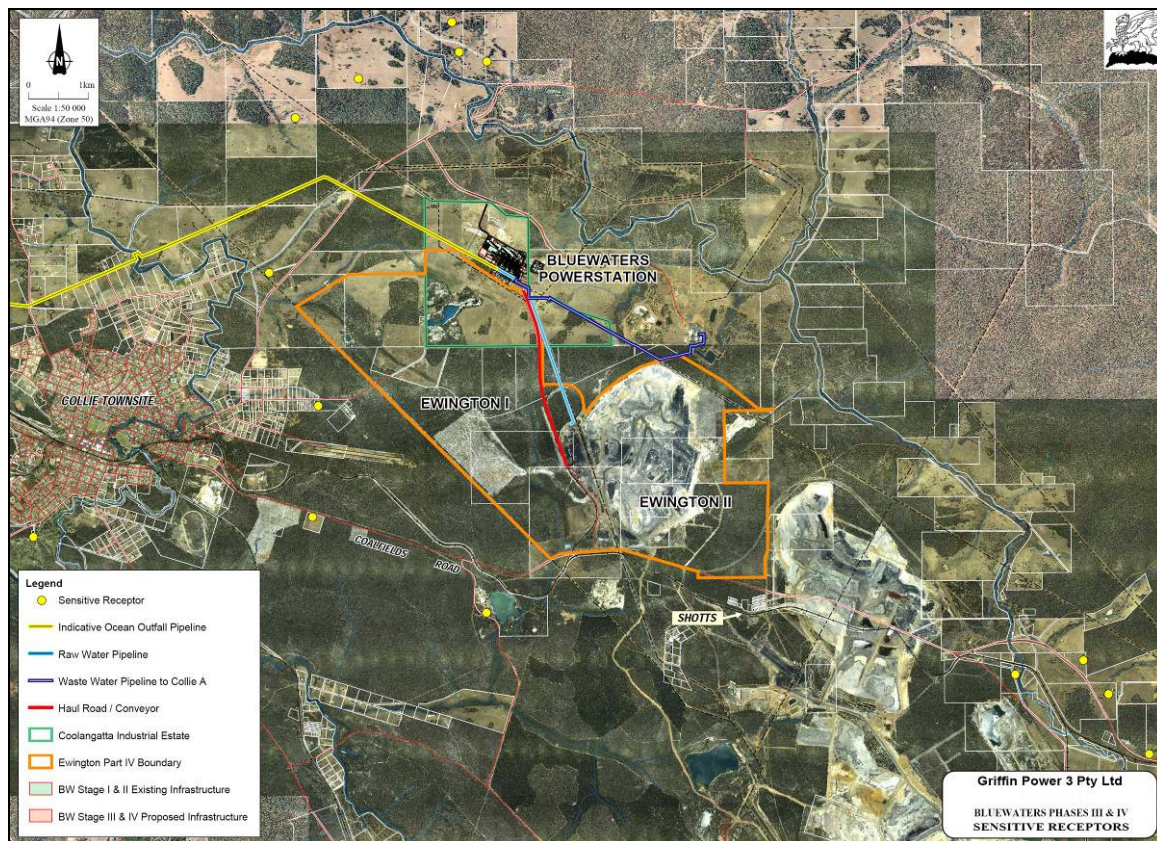 N
0 1km
Scale 1:50 000
MGA94 (Zone 50)
BLUEWATERS
POWERSTATION
COLLIE TOWNSITE
EWINGTON I
EWINGTON II
COALFIELDS
ROAD
SHOTTS
Legend
Sensitive Receptor
Indicative Ocean Outfall Pipeline
Raw Water Pipeline
Waste Water Pipeline to Collie A
Haul Road / Conveyor
Coolangatta Industrial Estate
Ewington Part IV Boundary
BW Stage I & II Existing Infrastructure
BW Stage III & IV Proposed Infrastructure
Griffin Power 3 Pty Ltd
BLUEWATERS PHASES III & IV
SENSITIVE RECEPTORS